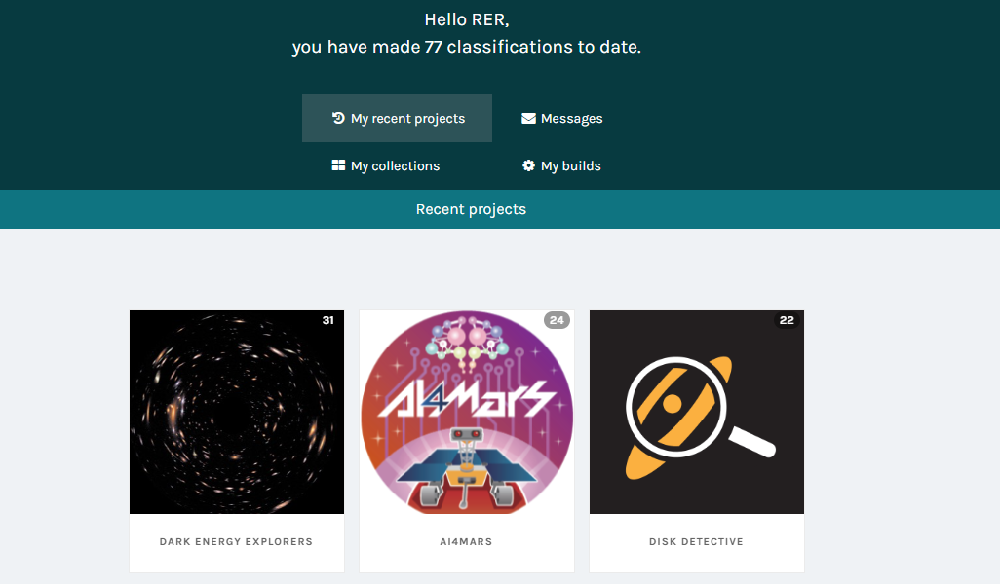 Hello RER,
you have made 77 classifications to date.
My recent projects
Messages
My collections
My builds
Recent projects
31
24
22
AI4Mars
DARK ENERGY EXPLORERS
AI4MARS
DISK DETECTIVE